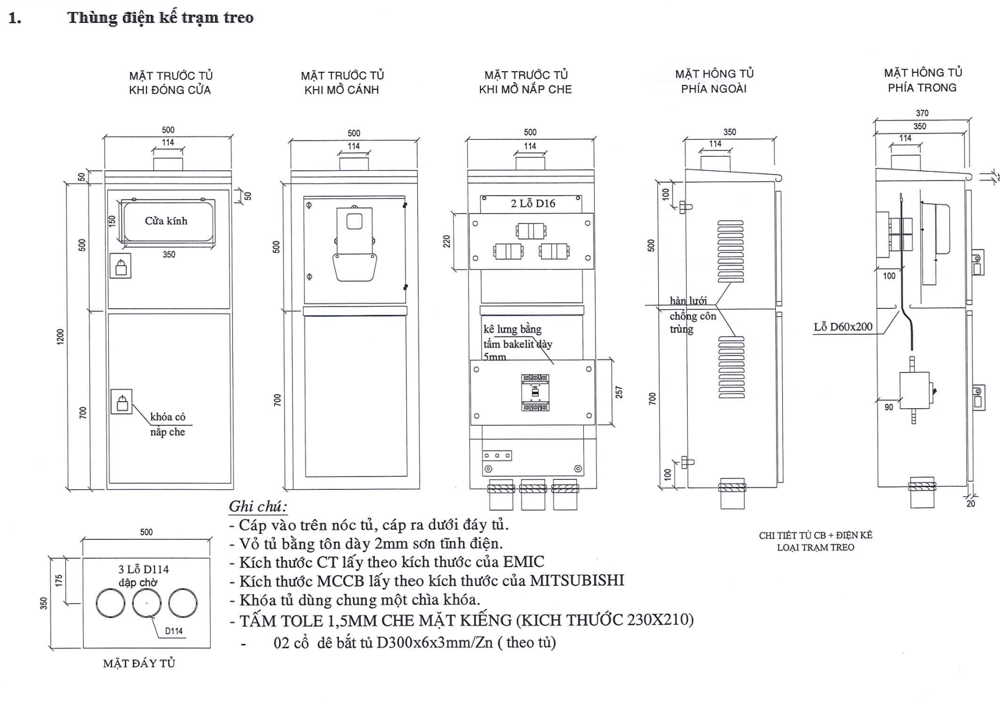 1. Thùng điện kế trạm treo
MẶT TRƯỚC TỦ
KHI ĐÓNG CỬA
MẶT TRƯỚC TỦ
KHI MỞ CÁNH
MẶT TRƯỚC TỦ
KHI MỞ NẮP CHE
MẶT HÔNG TỦ
PHÍA NGOÀI
MẶT HÔNG TỦ
PHÍA TRONG
500
114
50
50
150
Cửa kính
350
500
1200
700
khóa có
nắp che
500
114
500
700
500
114
2 Lỗ D16
220
kê lưng bằng
tấm bakelit dày
5mm
160
257
350
114
100
500
hàn lưới
chống côn
trùng
700
100
370
350
114
100
Lỗ D60x200
90
20
Ghi chú:
- Cáp vào trên nóc tủ, cáp ra dưới đáy tủ.
- Vỏ tủ bằng tôn dày 2mm sơn tĩnh điện.
- Kích thước CT lấy theo kích thước của EMIC
- Kích thước MCCB lấy theo kích thước của MITSUBISHI
- Khóa tủ dùng chung một chìa khóa.
- TẤM TOLE 1,5MM CHE MẶT KIẾNG (KICH THƯỚC 230X210)
- 02 cổ dê bắt tủ D300x6x3mm/Zn ( theo tủ)
CHI TIẾT TỦ CB + ĐIỆN KẾ
LOẠI TRẠM TREO
500
350
175
3 Lỗ D114
dập chờ
D114
MẶT ĐÁY TỦ